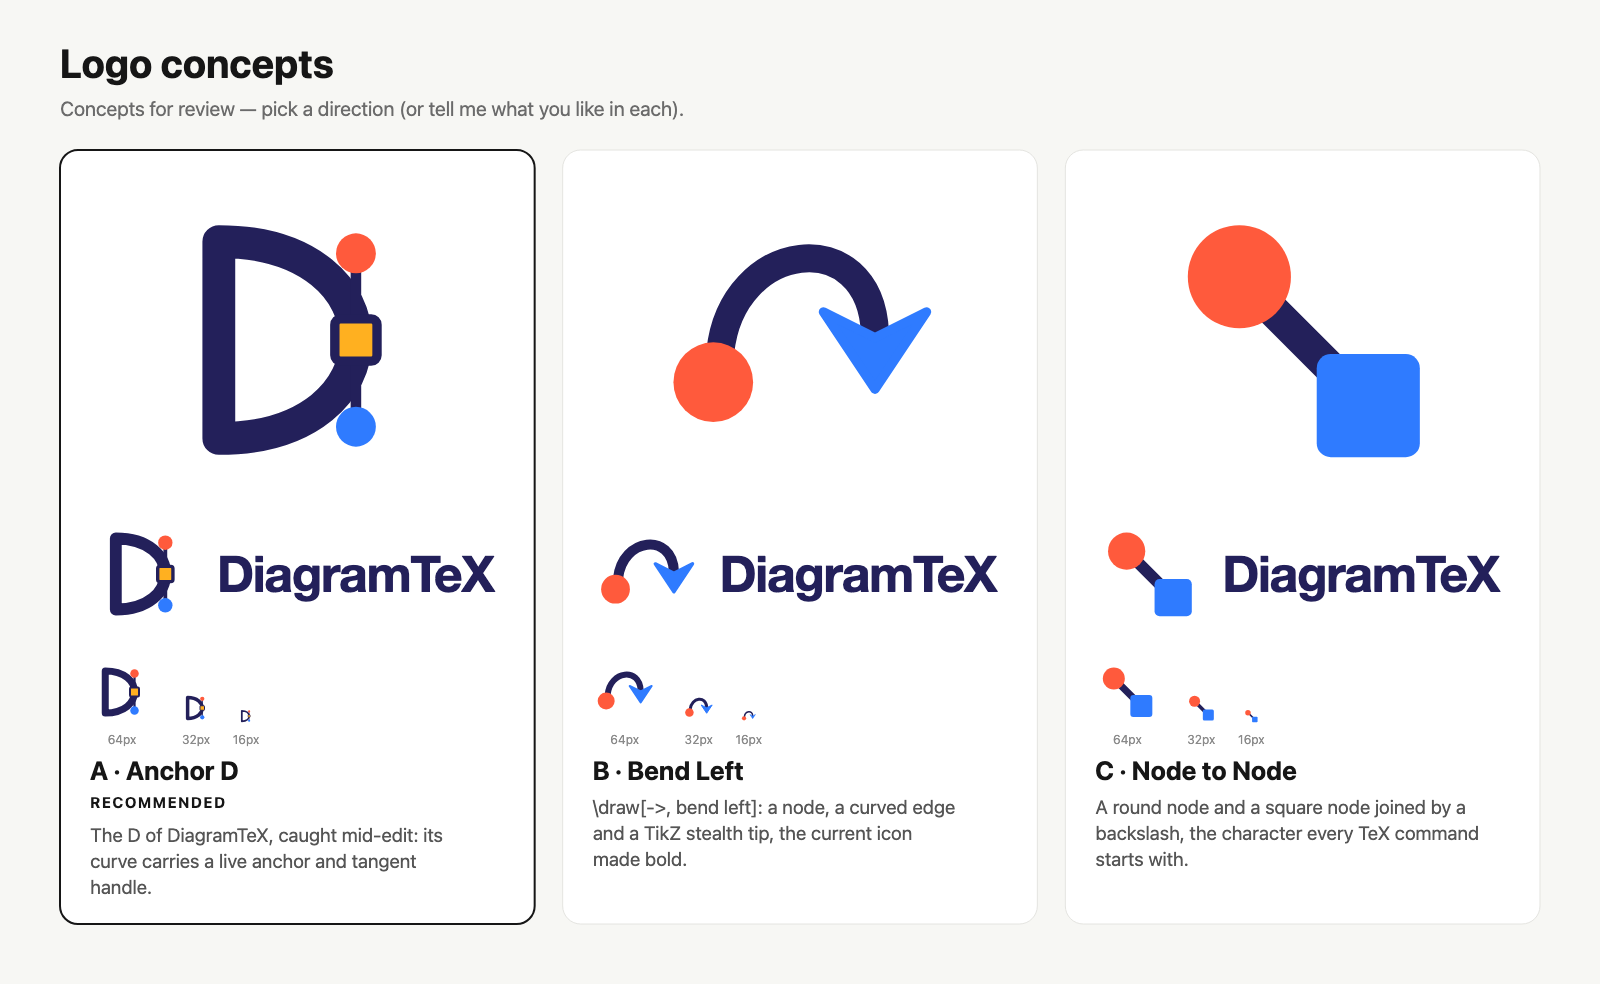 Logo concepts
Concepts for review — pick a direction (or tell me what you like in each).
DiagramTeX
64px 32px 16px
A · Anchor D
RECOMMENDED
The D of DiagramTeX, caught mid-edit: its
curve carries a live anchor and tangent
handle.
DiagramTeX
64px 32px 16px
B · Bend Left
\draw[->, bend left]: a node, a curved edge
and a TikZ stealth tip, the current icon
made bold.
DiagramTeX
64px 32px 16px
C · Node to Node
A round node and a square node joined by a
backslash, the character every TeX command
starts with.